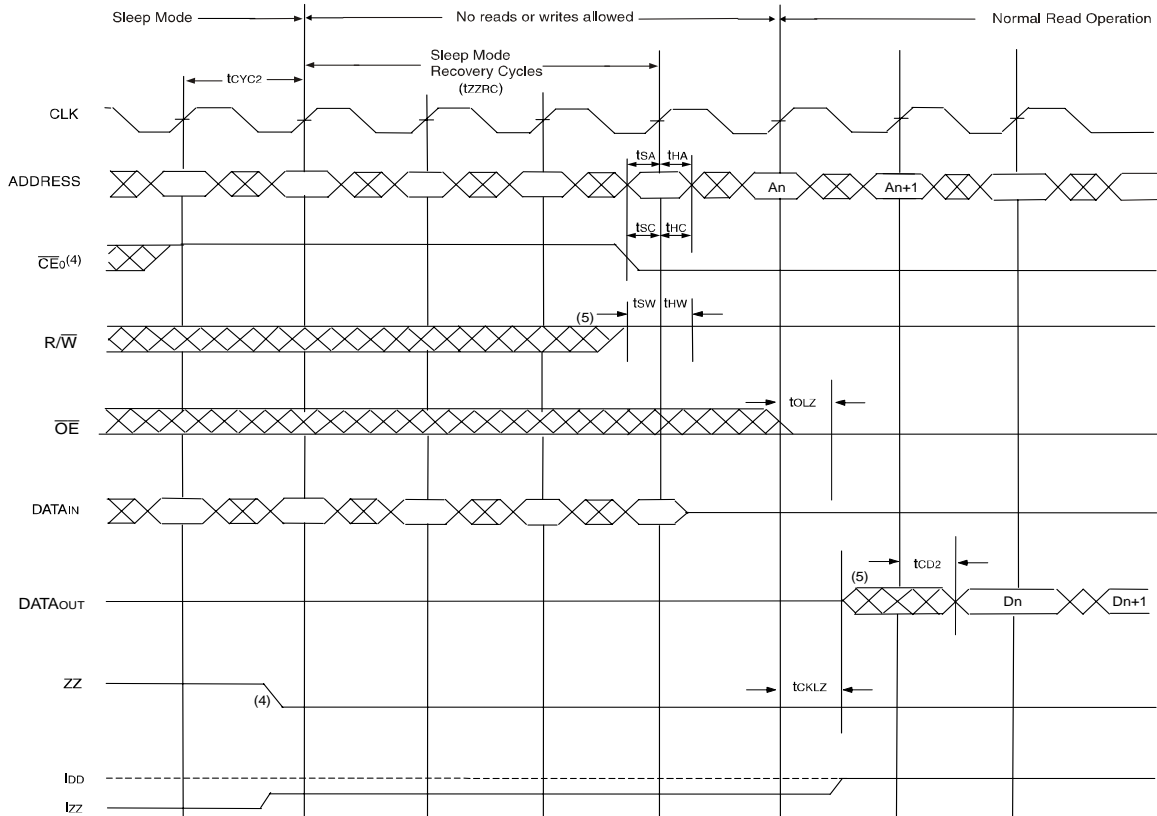 Sleep Mode
No reads or writes allowed
Normal Read Operation
Sleep Mode
Recovery Cycles
(tZZRC)
tCYC2
CLK
tSA
tHA
ADDRESS
An
An+1
tSC
tHC
CE0(4)
tSW
tHW
(5)
R/W
tOLZ
OE
DATAIN
tCD2
(5)
DATAOUT
Dn
Dn+1
ZZ
(4)
tCKLZ
IDD
IZZ